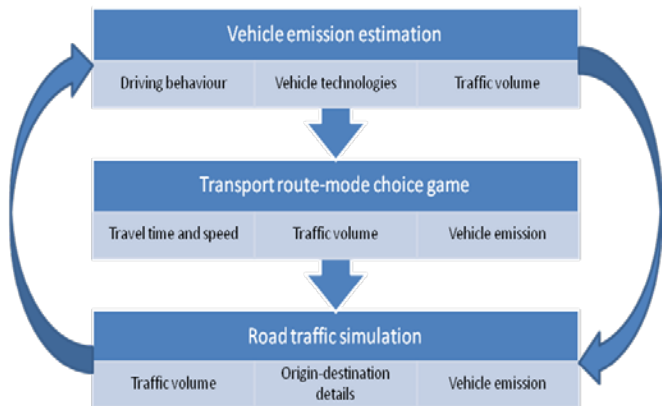 Vehicle emission estimation
Driving behaviour Vehicle technologies Traffic volume
Transport route-mode choice game
Travel time and speed Traffic volume Vehicle emission
Road traffic simulation
Traffic volume Origin-destination details Vehicle emission